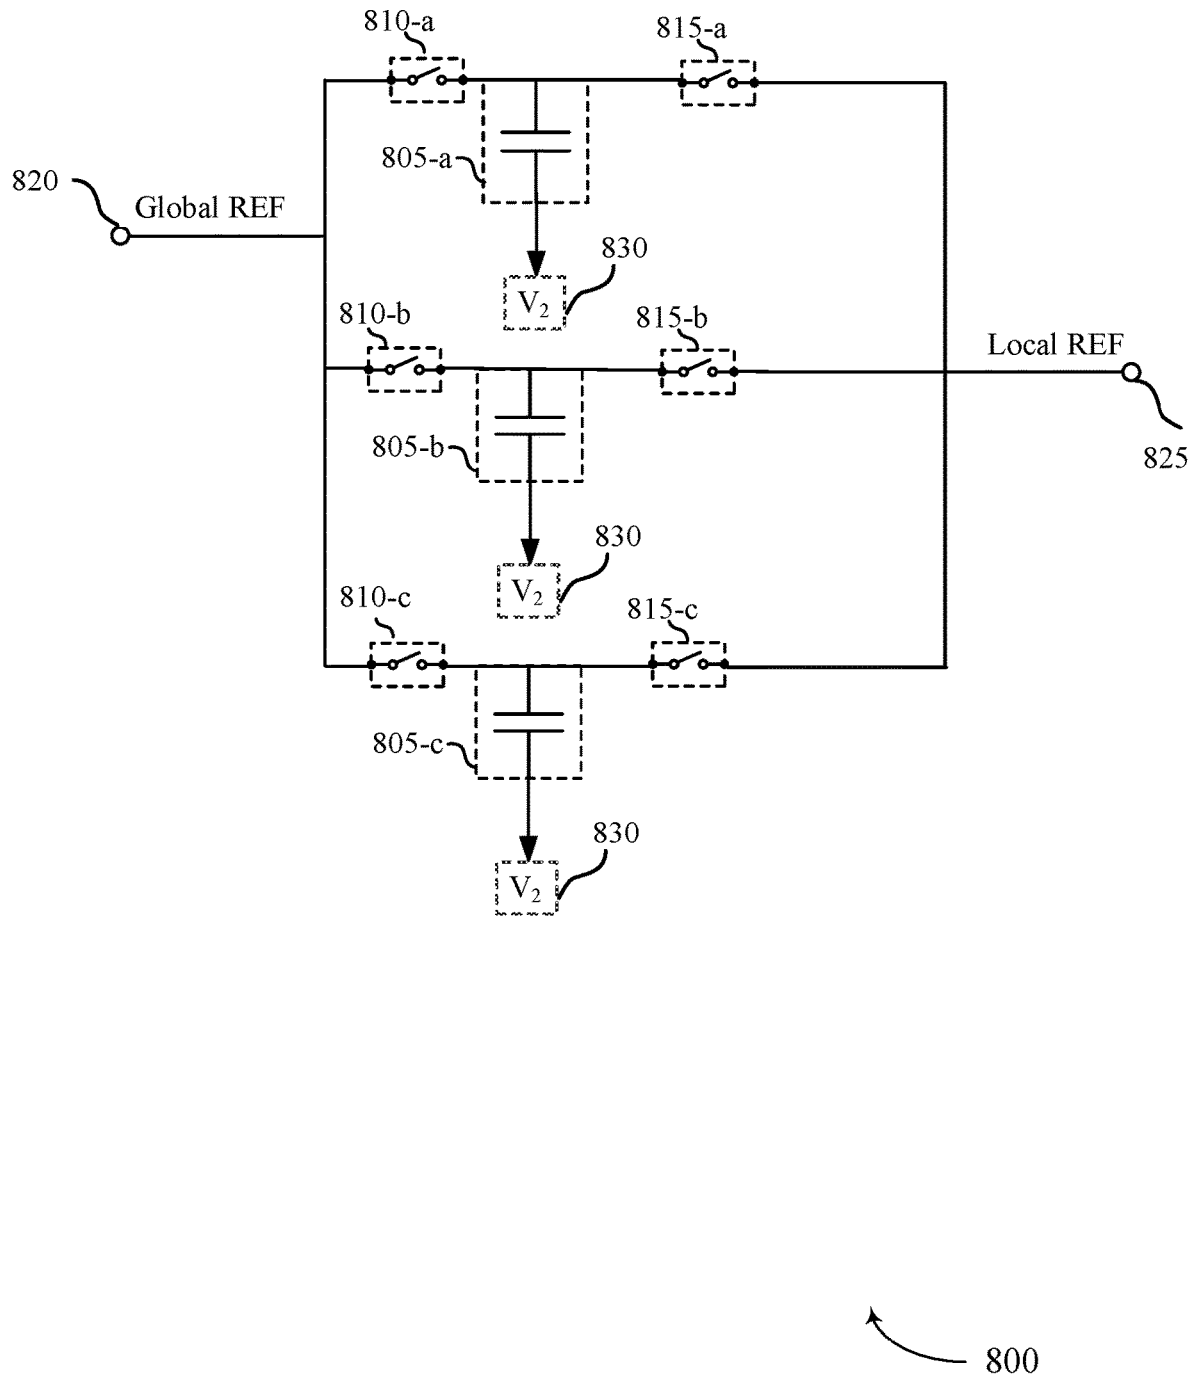 810-a
815-a
805-a
820
Global REF
830
V2
810-b
815-b
Local REF
805-b
825
830
V2
810-c
815-c
805-c
830
V2
800